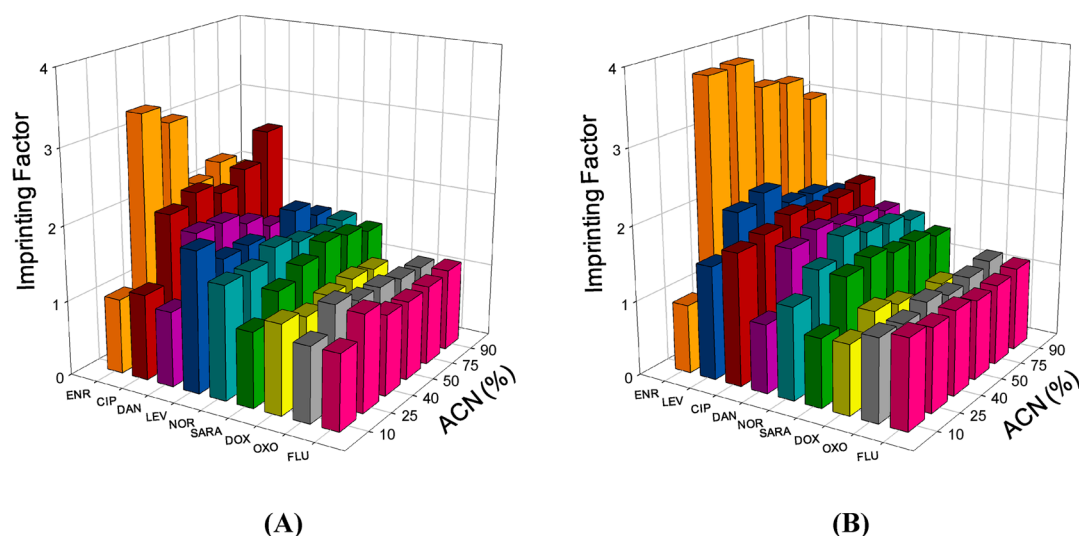 4
3
2
1
0
Imprinting Factor
ENR
CIP
DAN
LEV
NOR
SARA
DOX
OXO
FLU
10
25
40
50
75
90
ACN (%)
(A)
4
3
2
1
0
Imprinting Factor
ENR
LEV
CIP
DAN
NOR
SARA
DOX
OXO
FLU
10
25
40
50
75
90
ACN (%)
(B)